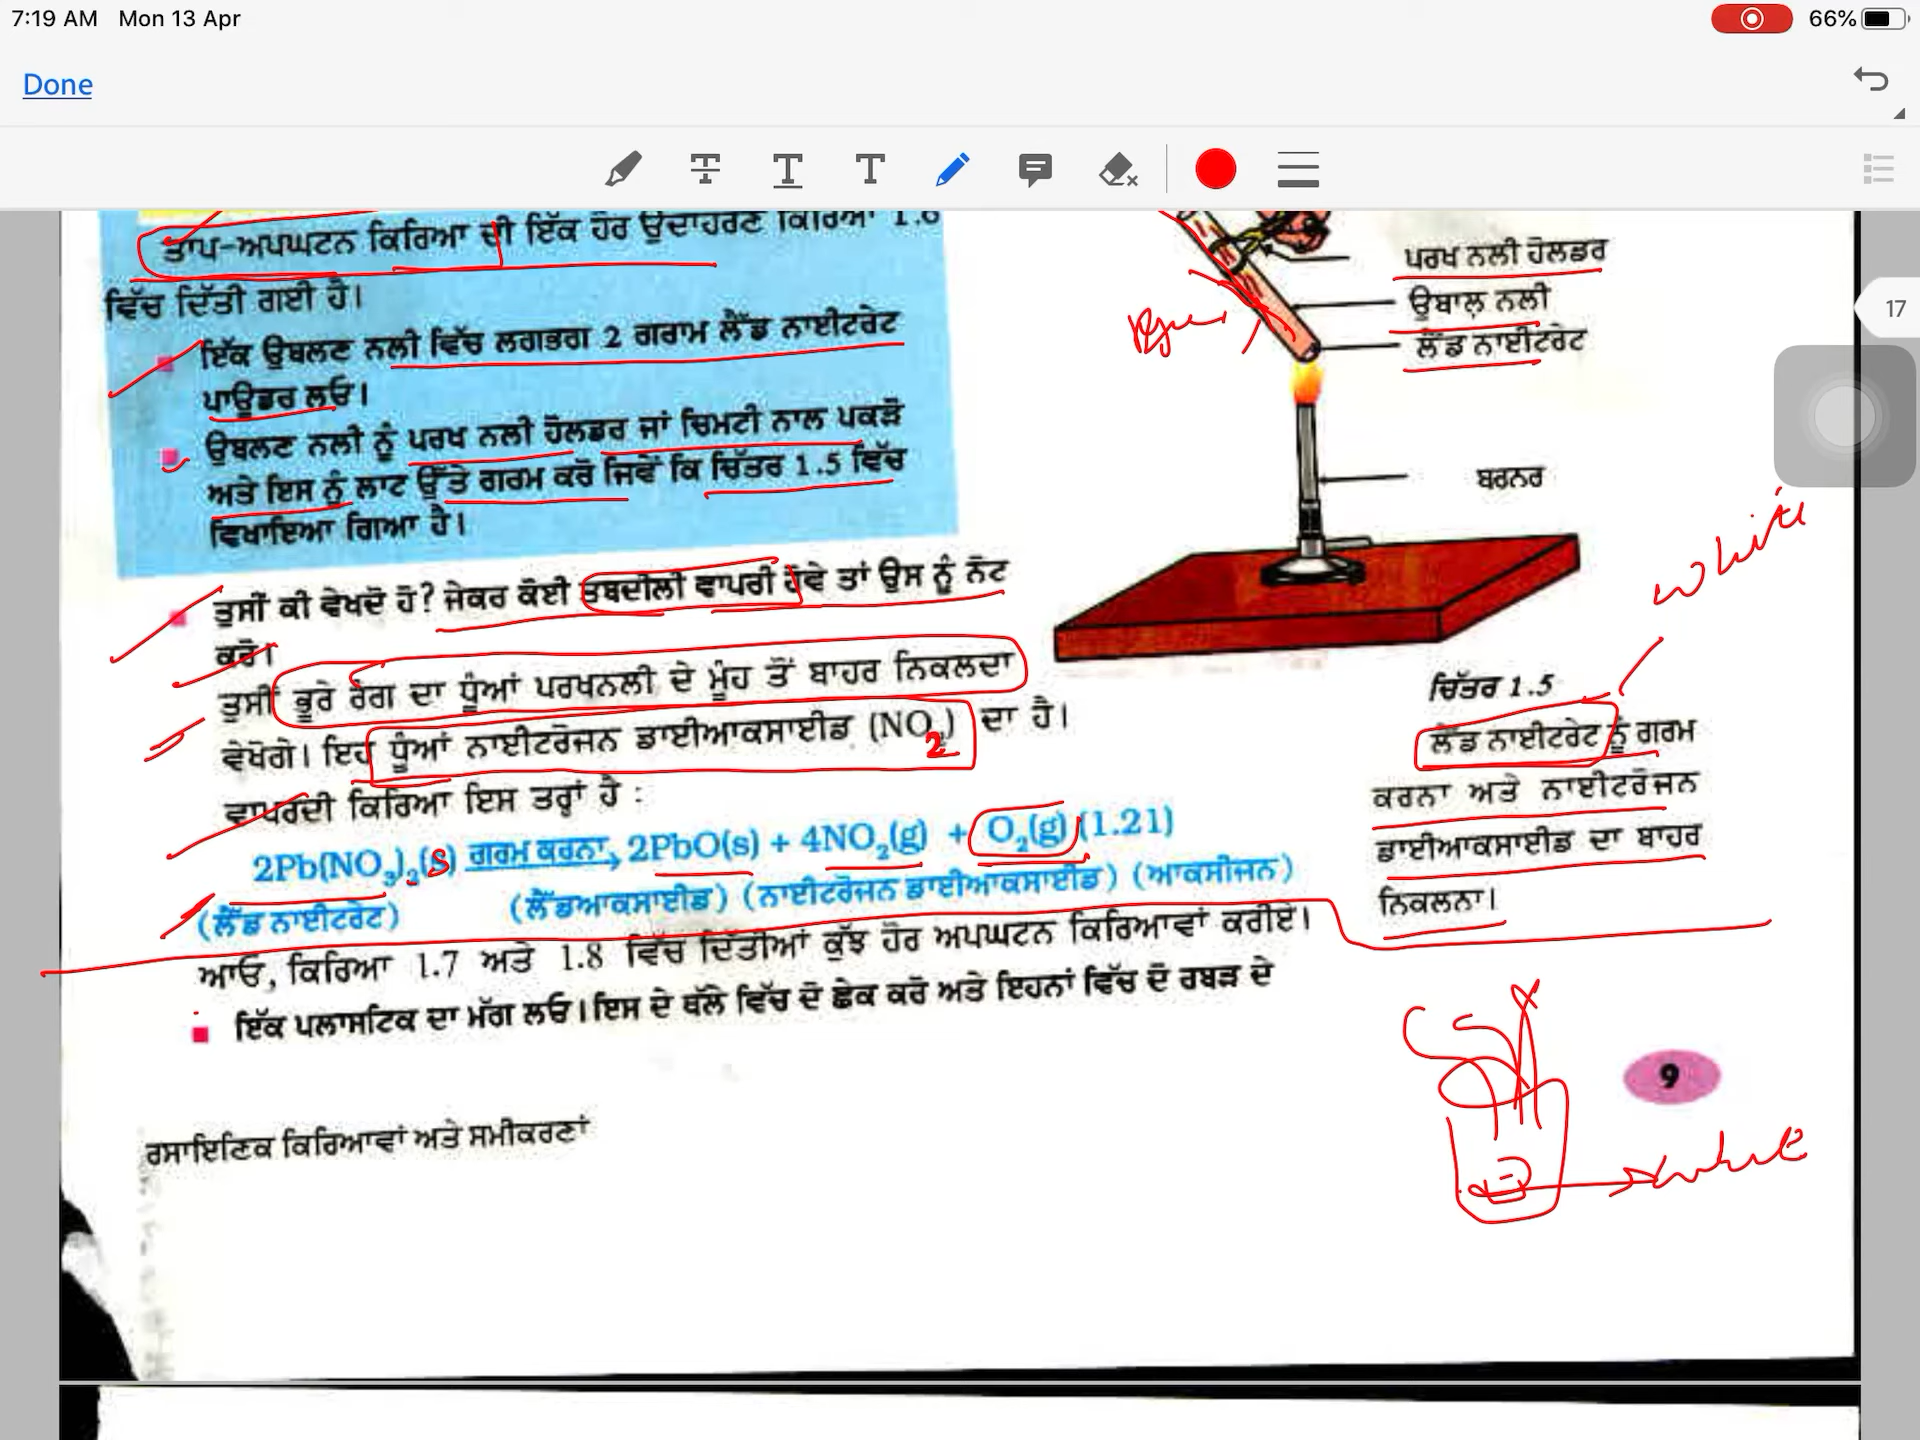 7:19 AM Mon 13 Apr
66%
Done
17
ਤਾਪ-ਅਪਘਟਨ ਕਿਰਿਆ ਦੀ ਇੱਕ ਹੋਰ ਉਦਾਹਰਣ ਕਿਰਿਆ 1.6
ਵਿੱਚ ਦਿੱਤੀ ਗਈ ਹੈ।
ਇੱਕ ਉਬਲਣ ਨਲੀ ਵਿੱਚ ਲਗਭਗ 2 ਗਰਾਮ ਲੈੱਡ ਨਾਈਟਰੇਟ
ਪਾਊਡਰ ਲਓ।
ਉਬਲਣ ਨਲੀ ਨੂੰ ਪਰਖ ਨਲੀ ਹੋਲਡਰ ਜਾਂ ਚਿਮਟੀ ਨਾਲ ਪਕੜੋ
ਅਤੇ ਇਸ ਨੂੰ ਲਾਟ ਉੱਤੇ ਗਰਮ ਕਰੋ ਜਿਵੇਂ ਕਿ ਚਿੱਤਰ 1.5 ਵਿੱਚ
ਵਿਖਾਇਆ ਗਿਆ ਹੈ।
ਤੁਸੀਂ ਕੀ ਵੇਖਦੇ ਹੋ? ਜੇਕਰ ਕੋਈ ਤਬਦੀਲੀ ਵਾਪਰੀ ਹੋਵੇ ਤਾਂ ਉਸ ਨੂੰ ਨੋਟ
ਕਰੋ।
ਤੁਸੀਂ ਭੂਰੇ ਰੰਗ ਦਾ ਧੂੰਆਂ ਪਰਖਨਲੀ ਦੇ ਮੂੰਹ ਤੋਂ ਬਾਹਰ ਨਿਕਲਦਾ
ਵੇਖੋਗੇ। ਇਹ ਧੂੰਆਂ ਨਾਈਟਰੋਜਨ ਡਾਈਆਕਸਾਈਡ (NO₂) ਦਾ ਹੈ।
ਵਾਪਰਦੀ ਕਿਰਿਆ ਇਸ ਤਰ੍ਹਾਂ ਹੈ :
2Pb(NO₃)₂(s) ਗਰਮ ਕਰਨਾ 2PbO(s) + 4NO₂(g) + O₂(g) (1.21)
(ਲੈੱਡ ਨਾਈਟਰੇਟ) (ਲੈੱਡਆਕਸਾਈਡ) (ਨਾਈਟਰੋਜਨ ਡਾਈਆਕਸਾਈਡ) (ਆਕਸੀਜਨ)
ਆਓ, ਕਿਰਿਆ 1.7 ਅਤੇ 1.8 ਵਿੱਚ ਦਿੱਤੀਆਂ ਕੁੱਝ ਹੋਰ ਅਪਘਟਨ ਕਿਰਿਆਵਾਂ ਕਰੀਏ।
ਇੱਕ ਪਲਾਸਟਿਕ ਦਾ ਮੱਗ ਲਓ। ਇਸ ਦੇ ਥੱਲੇ ਵਿੱਚ ਦੋ ਛੇਕ ਕਰੋ ਅਤੇ ਇਹਨਾਂ ਵਿੱਚ ਦੋ ਰਬੜ ਦੇ
ਪਰਖ ਨਲੀ ਹੋਲਡਰ
ਉਬਾਲ ਨਲੀ
ਲੈੱਡ ਨਾਈਟਰੇਟ
ਬਰਨਰ
white
ਚਿੱਤਰ 1.5
ਲੈੱਡ ਨਾਈਟਰੇਟ ਨੂੰ ਗਰਮ
ਕਰਨਾ ਅਤੇ ਨਾਈਟਰੋਜਨ
ਡਾਈਆਕਸਾਈਡ ਦਾ ਬਾਹਰ
ਨਿਕਲਨਾ।
white
9
ਰਸਾਇਣਿਕ ਕਿਰਿਆਵਾਂ ਅਤੇ ਸਮੀਕਰਣਾਂ